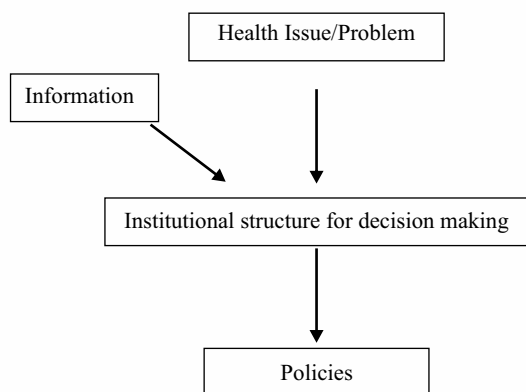 Health Issue/Problem
Information
Institutional structure for decision making
Policies